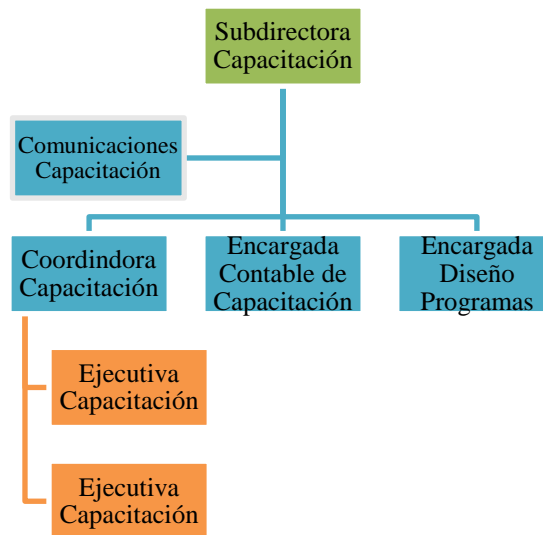 Subdirectora
Capacitación
Comunicaciones
Capacitación
Coordindora
Capacitación
Encargada
Contable de
Capacitación
Encargada
Diseño
Programas
Ejecutiva
Capacitación
Ejecutiva
Capacitación